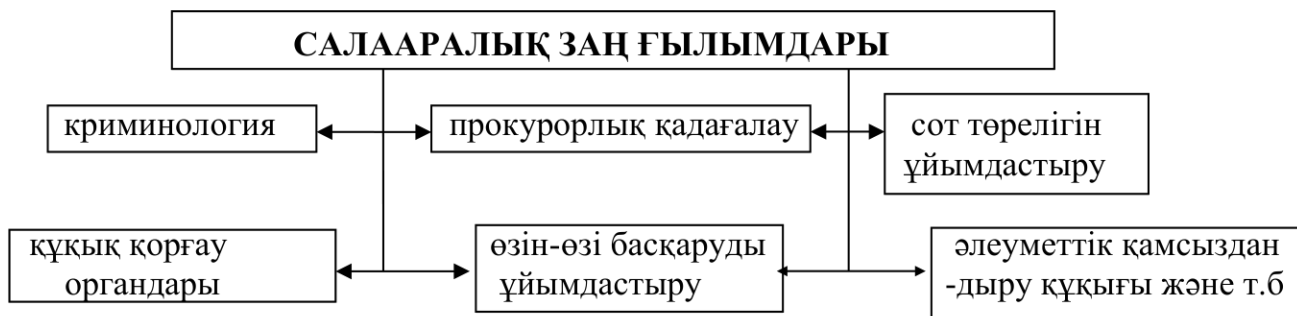 САЛААРАЛЫҚ ЗАҢ ҒЫЛЫМДАРЫ
криминология
прокурорлық қадағалау
сот төрелігін
ұйымдастыру
құқық қорғау
органдары
өзін-өзі басқаруды
ұйымдастыру
әлеуметтік қамсыздан
-дыру құқығы және т.б